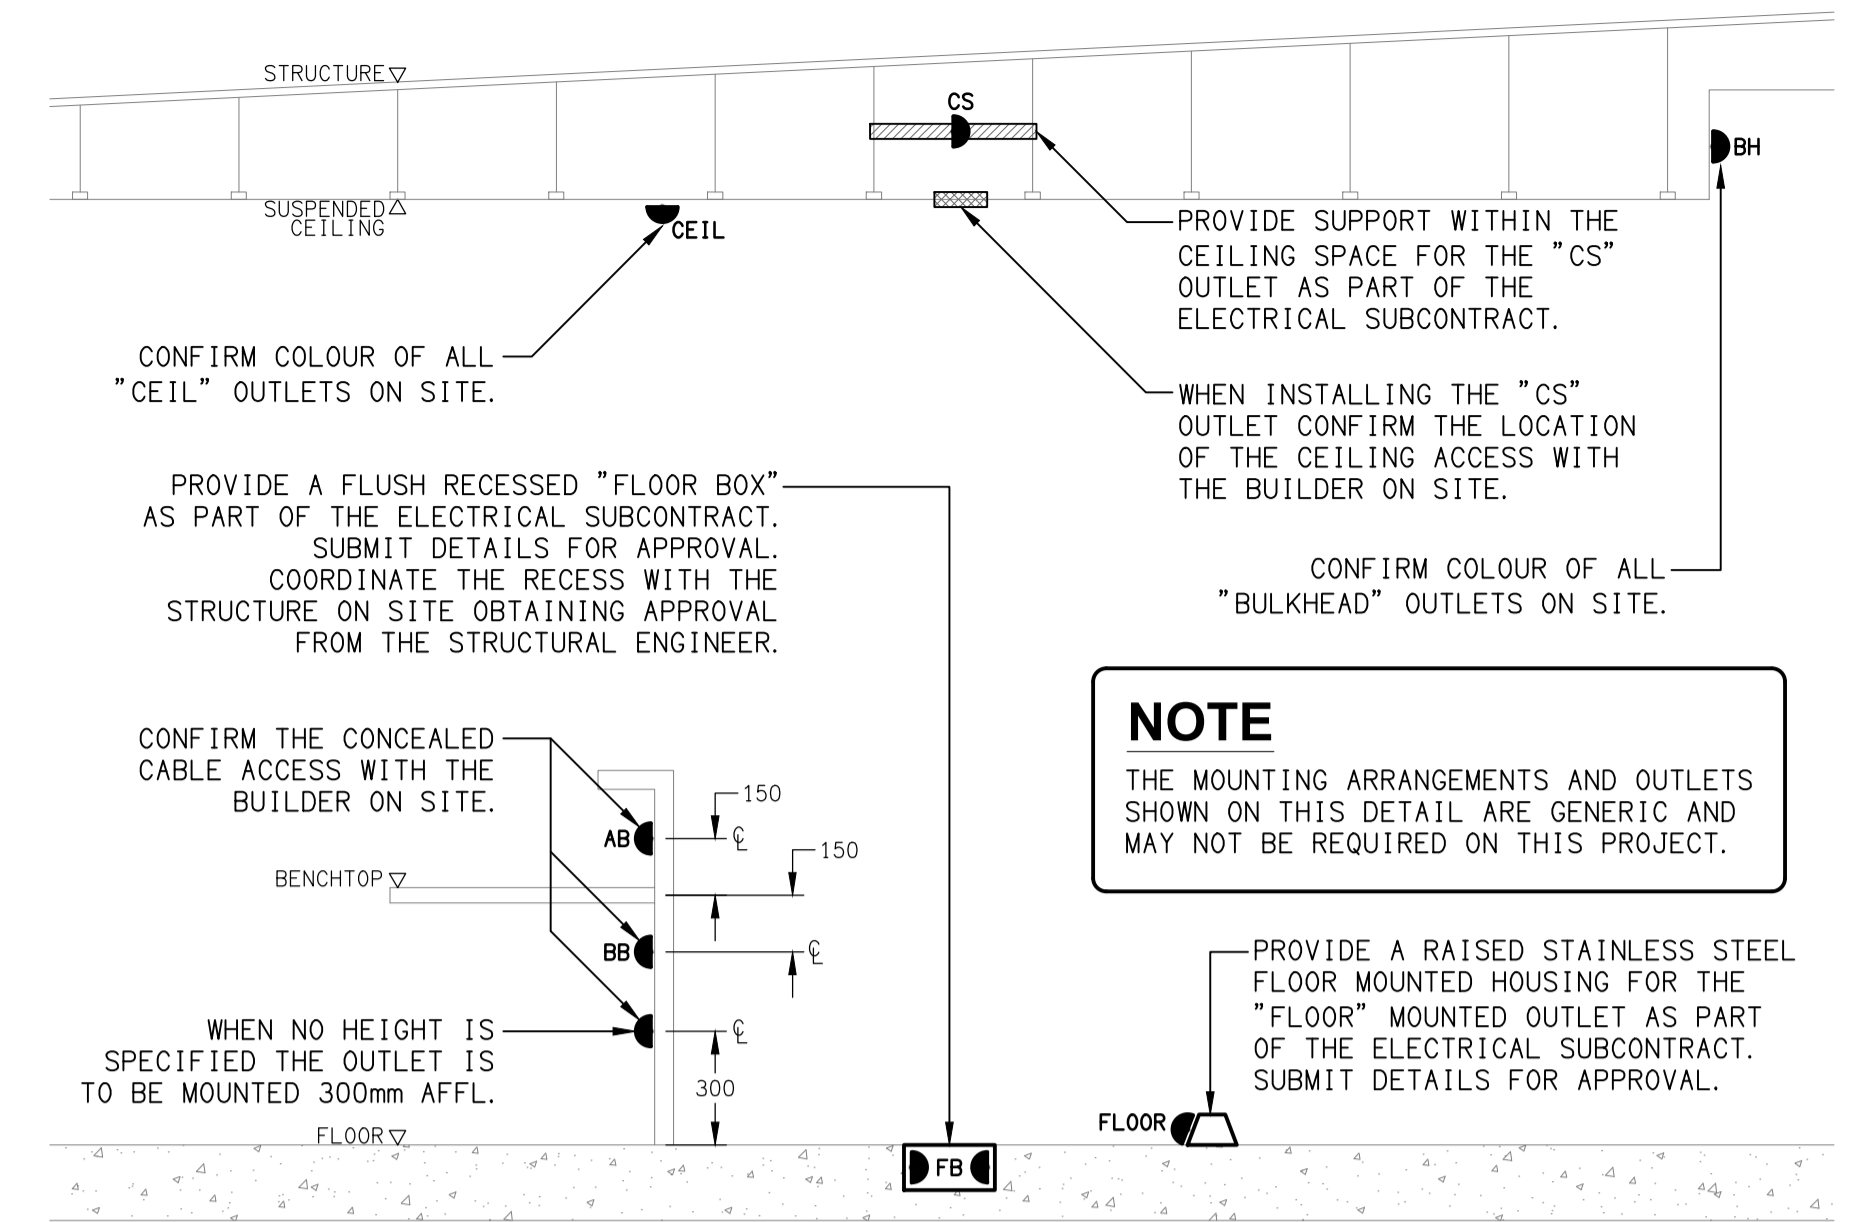 STRUCTURE
CS
BH
SUSPENDED
CEILING
CEIL
PROVIDE SUPPORT WITHIN THE
CEILING SPACE FOR THE "CS"
OUTLET AS PART OF THE
ELECTRICAL SUBCONTRACT.
CONFIRM COLOUR OF ALL
"CEIL" OUTLETS ON SITE.
WHEN INSTALLING THE "CS"
OUTLET CONFIRM THE LOCATION
OF THE CEILING ACCESS WITH
THE BUILDER ON SITE.
PROVIDE A FLUSH RECESSED "FLOOR BOX"
AS PART OF THE ELECTRICAL SUBCONTRACT.
SUBMIT DETAILS FOR APPROVAL.
COORDINATE THE RECESS WITH THE
STRUCTURE ON SITE OBTAINING APPROVAL
FROM THE STRUCTURAL ENGINEER.
CONFIRM COLOUR OF ALL
"BULKHEAD" OUTLETS ON SITE.
NOTE
THE MOUNTING ARRANGEMENTS AND OUTLETS
SHOWN ON THIS DETAIL ARE GENERIC AND
MAY NOT BE REQUIRED ON THIS PROJECT.
CONFIRM THE CONCEALED
CABLE ACCESS WITH THE
BUILDER ON SITE.
150
AB
℄
150
BENCHTOP
BB
℄
WHEN NO HEIGHT IS
SPECIFIED THE OUTLET IS
TO BE MOUNTED 300mm AFFL.
℄
300
FLOOR
PROVIDE A RAISED STAINLESS STEEL
FLOOR MOUNTED HOUSING FOR THE
"FLOOR" MOUNTED OUTLET AS PART
OF THE ELECTRICAL SUBCONTRACT.
SUBMIT DETAILS FOR APPROVAL.
FLOOR
FB